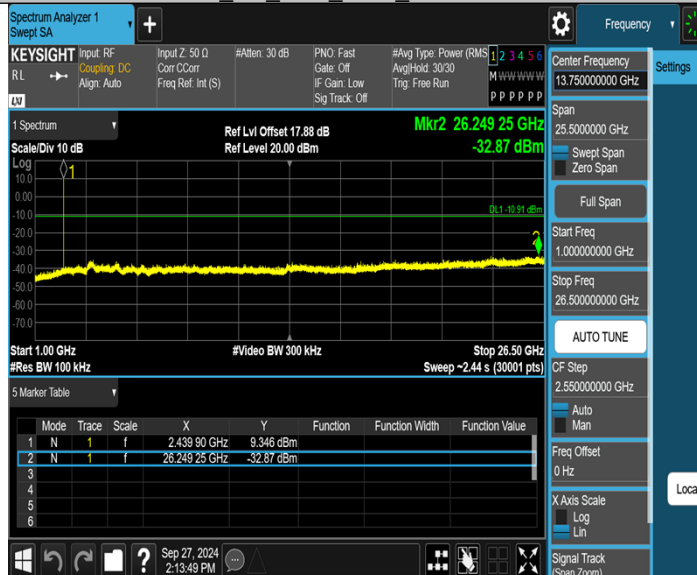 Spectrum Analyzer 1
Swept SA
Frequency
KEYSIGHT
RL
LXI
Input: RF
Coupling: DC
Align: Auto
Input Z: 50 Ω
Corr CCorr
Freq Ref: Int (S)
#Atten: 30 dB
PNO: Fast
Gate: Off
IF Gain: Low
Sig Track: Off
#Avg Type: Power (RMS
Avg|Hold: 30/30
Trig: Free Run
1 2 3 4 5 6
M W W W W W
P P P P P P
1 Spectrum
Scale/Div 10 dB
Ref Lvl Offset 17.88 dB
Ref Level 20.00 dBm
Mkr2 26.249 25 GHz
-32.87 dBm
Log
10.0
0.00
-10.0
-20.0
-30.0
-40.0
-50.0
-60.0
-70.0
1
DL1 -10.91 dBm
2
Start 1.00 GHz
#Res BW 100 kHz
#Video BW 300 kHz
Stop 26.50 GHz
Sweep ~2.44 s (30001 pts)
5 Marker Table
Mode Trace Scale X Y Function Function Width Function Value
1 N 1 f 2.439 90 GHz 9.346 dBm
2 N 1 f 26.249 25 GHz -32.87 dBm
3
4
5
6
Sep 27, 2024
2:13:49 PM
Center Frequency
13.750000000 GHz
Span
25.5000000 GHz
Swept Span
Zero Span
Full Span
Start Freq
1.000000000 GHz
Stop Freq
26.500000000 GHz
AUTO TUNE
CF Step
2.550000000 GHz
Auto
Man
Freq Offset
0 Hz
X Axis Scale
Log
Lin
Signal Track
(Span Zoom)
Settings
Loca